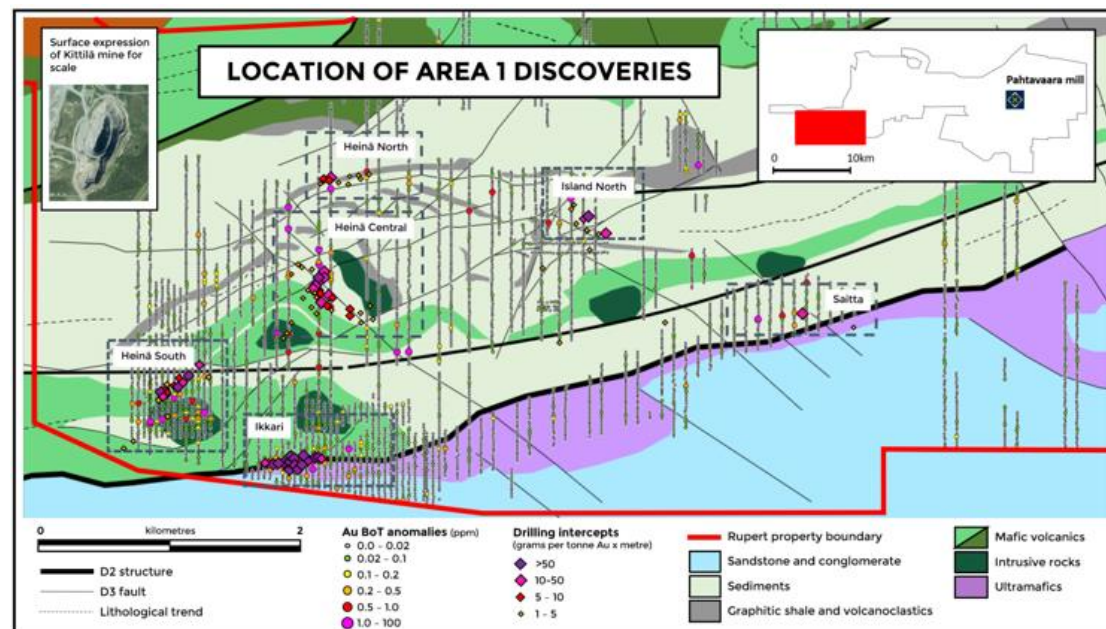 Surface expression
of Kittilä mine for
scale
LOCATION OF AREA 1 DISCOVERIES
Pahtavaara mill
0 10km
Heinä North
Island North
Heinä Central
Saitta
Heinä South
Ikkari
0 kilometres 2
D2 structure
D3 fault
Lithological trend
Au BoT anomalies (ppm)
0.0 - 0.02
0.02 - 0.1
0.1 - 0.2
0.2 - 0.5
0.5 - 1.0
1.0 - 100
Drilling intercepts
(grams per tonne Au x metre)
>50
10-50
5 - 10
1 - 5
Rupert property boundary
Sandstone and conglomerate
Sediments
Graphitic shale and volcanoclastics
Mafic volcanics
Intrusive rocks
Ultramafics